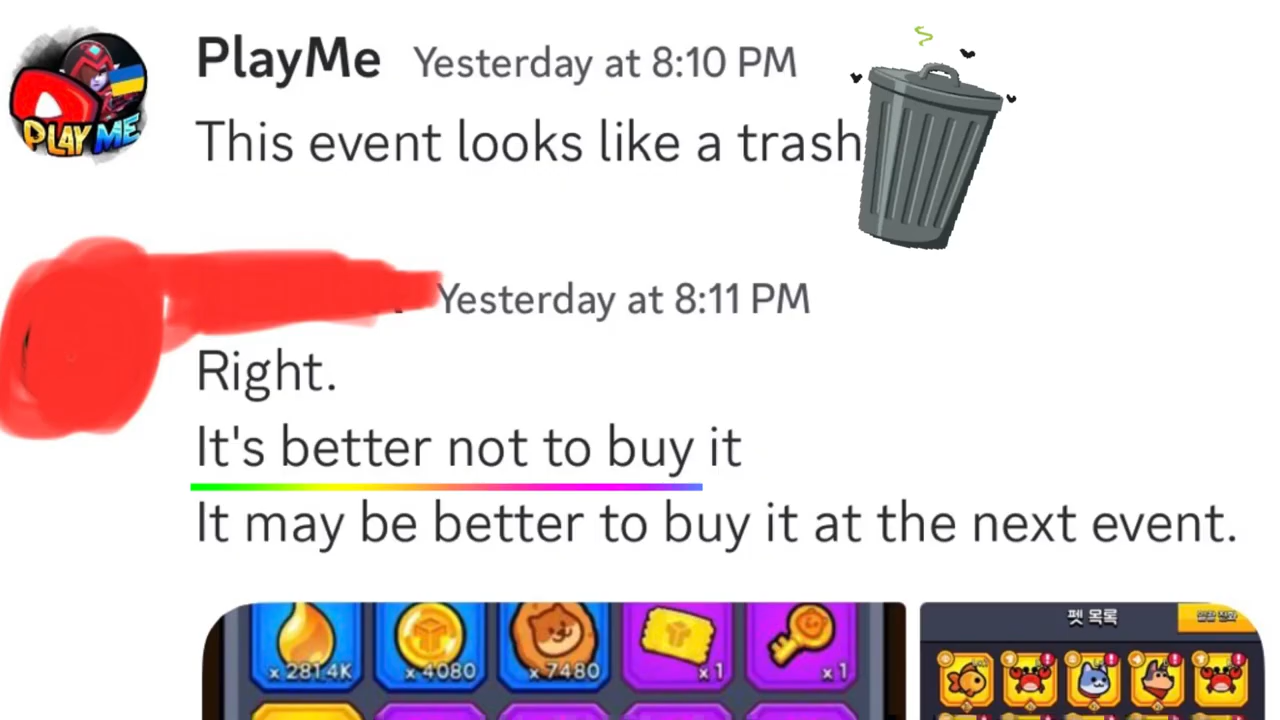 PLAY ME
PlayMe Yesterday at 8:10 PM
This event looks like a trash
Yesterday at 8:11 PM
Right.
It's better not to buy it
It may be better to buy it at the next event.
x 281.4K x 4080 x 7480 x 1 x 1
펫 목록